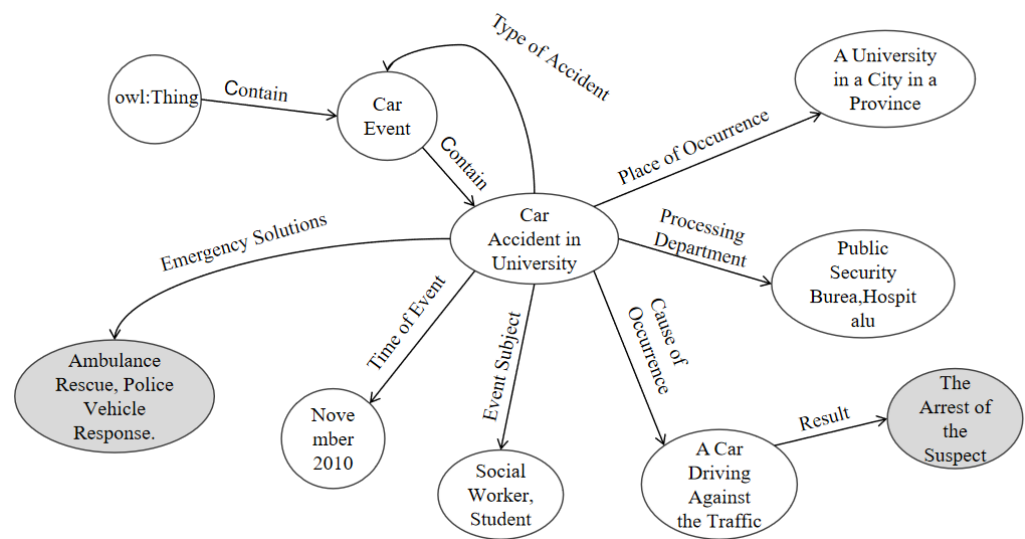 Type of Accident
owl:Thing
Contain
Car
Event
A University
in a City in a
Province
Contain
Place of Occurrence
Car
Accident in
University
Processing
Department
Public
Security
Burea,Hospit
alu
Emergency Solutions
Time of Event
Event Subject
Cause of
Occurrence
Ambulance
Rescue, Police
Vehicle
Response.
Nove
mber
2010
Social
Worker,
Student
A Car
Driving
Against
the Traffic
Result
The
Arrest of
the
Suspect